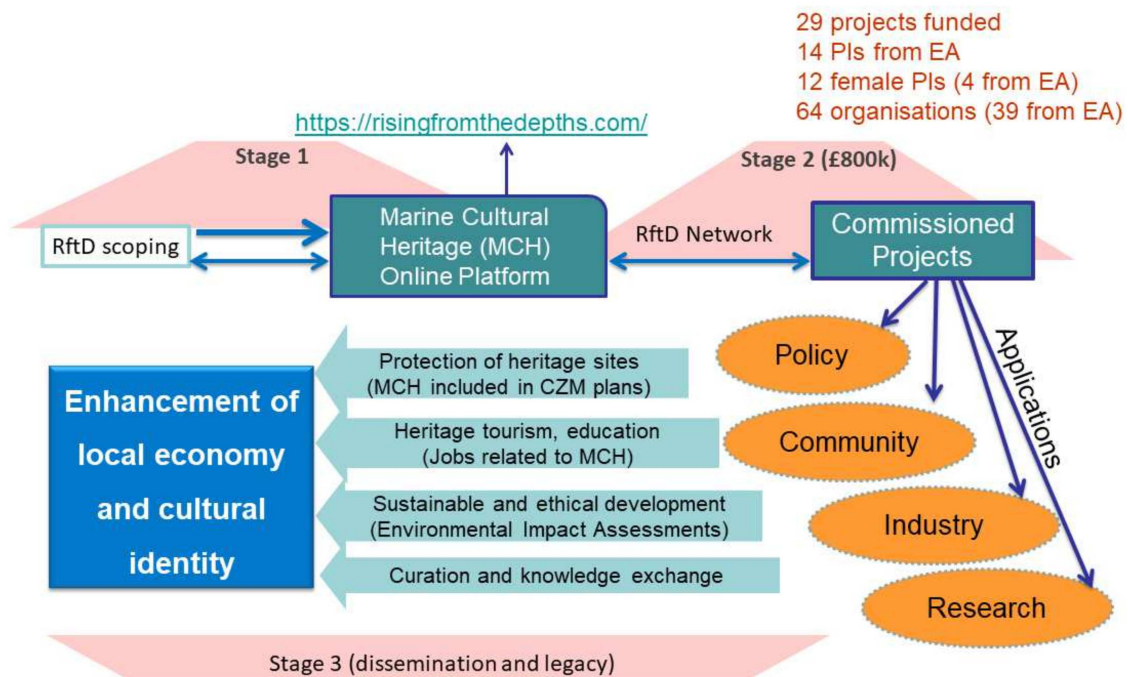 29 projects funded
14 PIs from EA
12 female PIs (4 from EA)
64 organisations (39 from EA)
https://risingfromthedepths.com/
Stage 1
Stage 2 (£800k)
RftD scoping
Marine Cultural
Heritage (MCH)
Online Platform
RftD Network
Commissioned
Projects
Applications
Policy
Community
Industry
Research
Protection of heritage sites
(MCH included in CZM plans)
Heritage tourism, education
(Jobs related to MCH)
Sustainable and ethical development
(Environmental Impact Assessments)
Curation and knowledge exchange
Enhancement of
local economy
and cultural
identity
Stage 3 (dissemination and legacy)